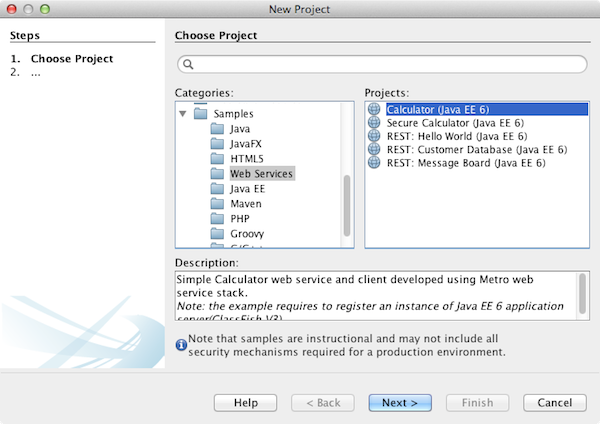 New Project
Steps
1. Choose Project
2. ...
Choose Project
Categories:
Samples
Java
JavaFX
HTML5
Web Services
Java EE
Maven
PHP
Groovy
Projects:
Calculator (Java EE 6)
Secure Calculator (Java EE 6)
REST: Hello World (Java EE 6)
REST: Customer Database (Java EE 6)
REST: Message Board (Java EE 6)
Description:
Simple Calculator web service and client developed using Metro web
service stack.
Note: the example requires to register an instance of Java EE 6 application
server(GlassFish V3)
Note that samples are instructional and may not include all
security mechanisms required for a production environment.
Help
< Back
Next >
Finish
Cancel